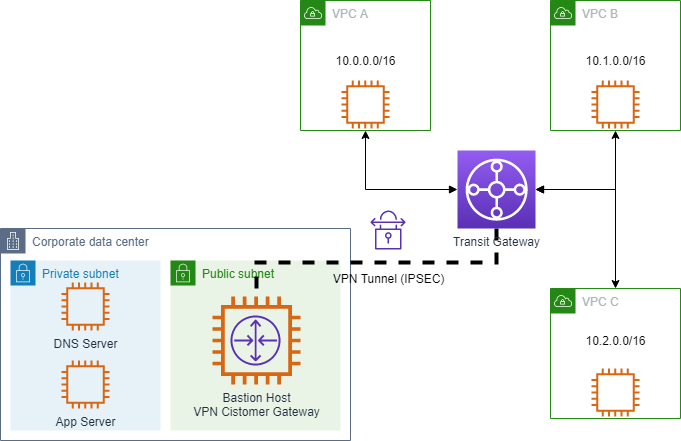 VPC A
10.0.0.0/16
VPC B
10.1.0.0/16
Transit Gateway
VPN Tunnel (IPSEC)
Corporate data center
Private subnet
DNS Server
App Server
Public subnet
Bastion Host
VPN Cistomer Gateway
VPC C
10.2.0.0/16